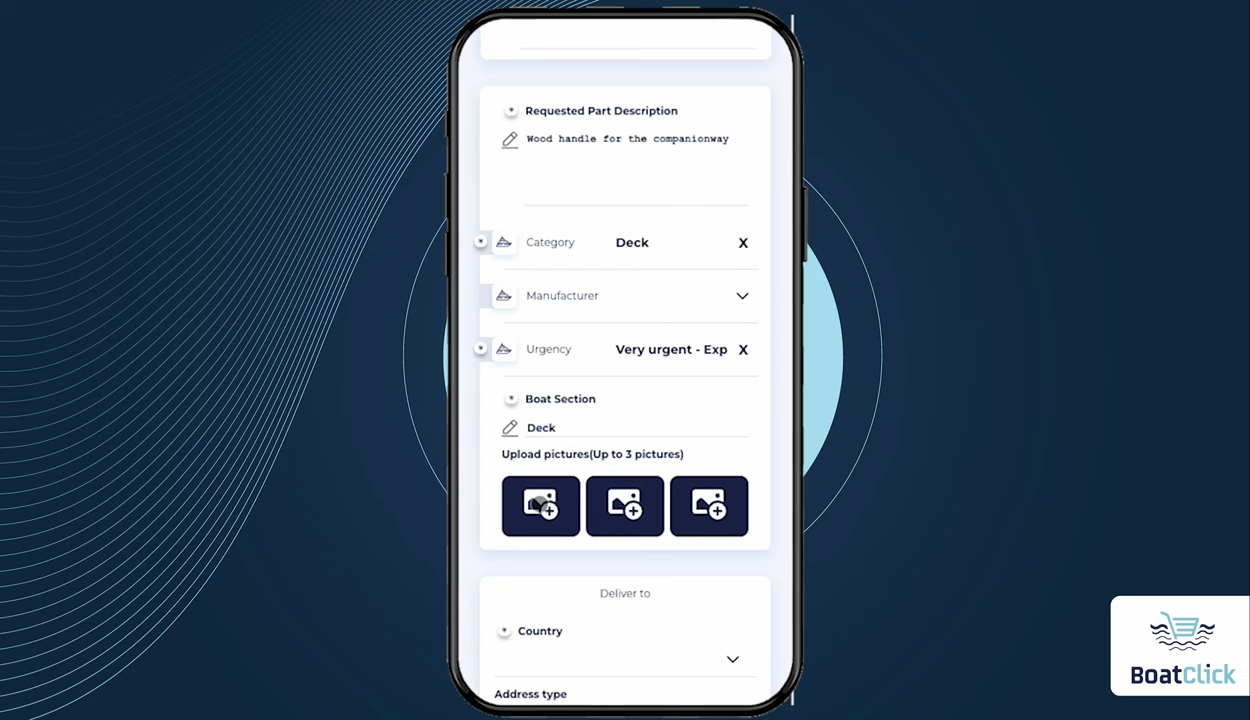 * Requested Part Description
Wood handle for the companionway
* Category Deck X
Manufacturer
* Urgency Very urgent - Exp X
* Boat Section
Deck
Upload pictures(Up to 3 pictures)
Deliver to
* Country
Address type
BoatClick